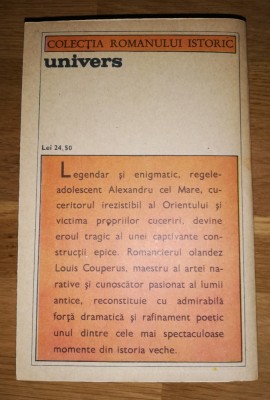 COLECȚIA ROMANULUI ISTORIC
univers
Lei 24,50
Legendar și enigmatic, regele-
adolescent Alexandru cel Mare, cu-
ceritorul irezistibil al Orientului și
victima propriilor cuceriri, devine
eroul tragic al unei captivante con-
strucții epice. Romancierul olandez
Louis Couperus, maestru al artei na-
rative și cunoscător pasionat al lumii
antice, reconstituie cu admirabilă
forță dramatică și rafinament poetic
unul dintre cele mai spectaculoase
momente din istoria veche.